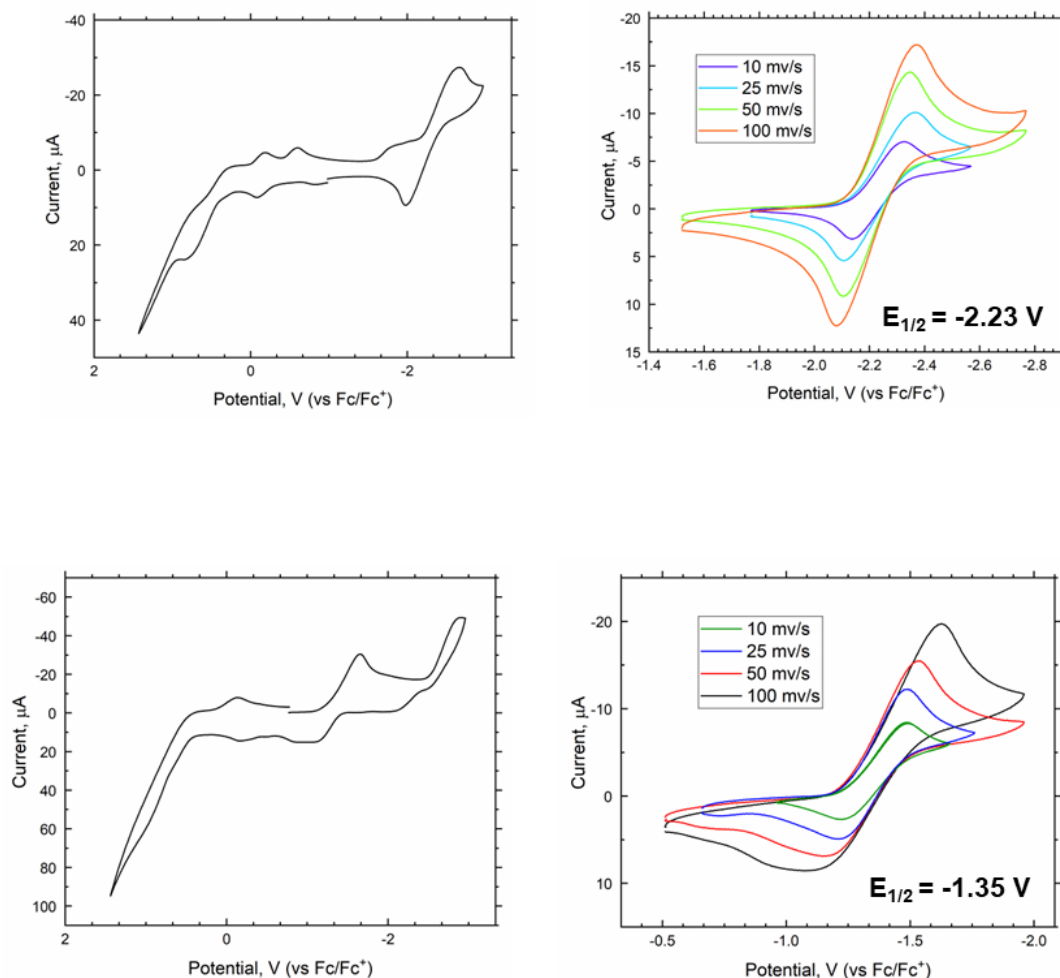 -40
-20
0
20
40
Current, μA
2
0
-2
Potential, V (vs Fc/Fc+)
-20
-15
-10
-5
0
5
10
15
Current, μA
10 mv/s
25 mv/s
50 mv/s
100 mv/s
E1/2 = -2.23 V
-1.4
-1.6
-1.8
-2.0
-2.2
-2.4
-2.6
-2.8
Potential, V (vs Fc/Fc+)
-60
-40
-20
0
20
40
60
80
100
Current, μA
2
0
-2
Potential, V (vs Fc/Fc+)
-20
-10
0
10
Current, μA
10 mv/s
25 mv/s
50 mv/s
100 mv/s
E1/2 = -1.35 V
-0.5
-1.0
-1.5
-2.0
Potential, V (vs Fc/Fc+)